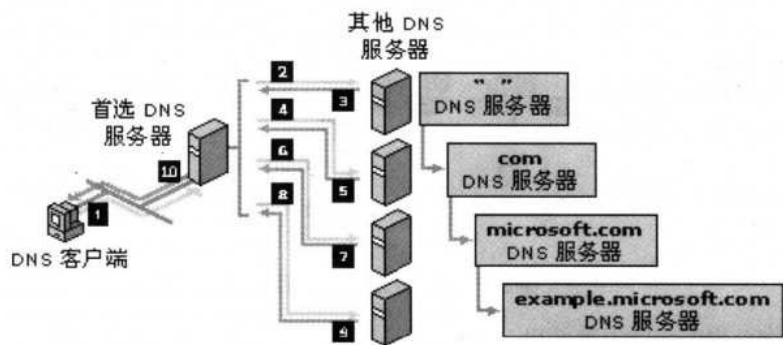 其他 DNS
服务器
2
3
“ ”
DNS 服务器
首选 DNS
服务器
4
10
6
com
DNS 服务器
5
8
1
microsoft.com
DNS 服务器
DNS 客户端
7
example.microsoft.com
DNS 服务器
9